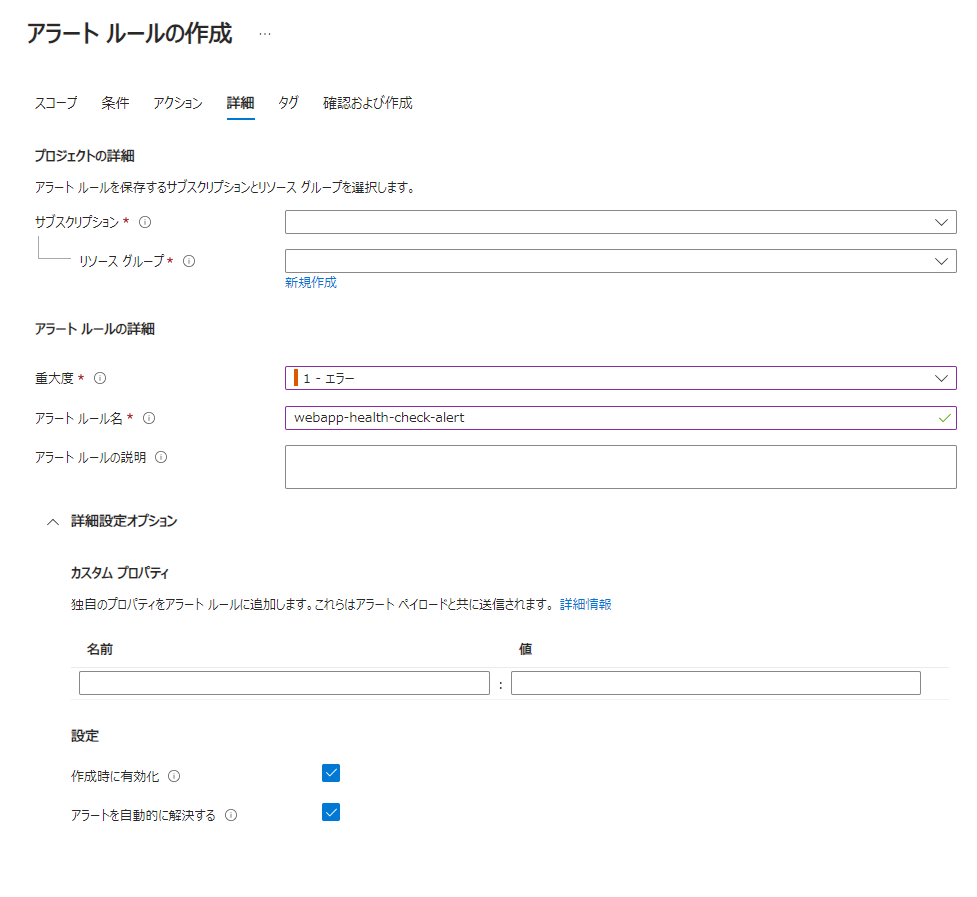 アラート ルールの作成 …
スコープ 条件 アクション 詳細 タグ 確認および作成
プロジェクトの詳細
アラート ルールを保存するサブスクリプションとリソース グループを選択します。
サブスクリプション *
リソース グループ *
新規作成
アラート ルールの詳細
重大度 * 1 - エラー
アラート ルール名 * webapp-health-check-alert
アラート ルールの説明
詳細設定オプション
カスタム プロパティ
独自のプロパティをアラート ルールに追加します。これらはアラート ペイロードと共に送信されます。 詳細情報
名前 値
:
設定
作成時に有効化
アラートを自動的に解決する